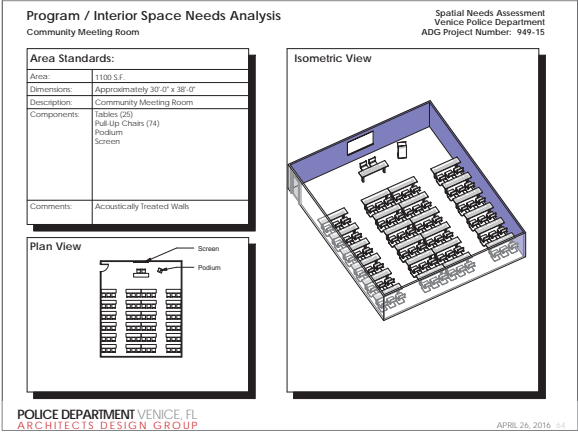 Program / Interior Space Needs Analysis
Community Meeting Room
Spatial Needs Assessment
Venice Police Department
ADG Project Number: 949-15
Area Standards:
Area: 1100 S.F.
Dimensions: Approximately 30'-0" x 38'-0"
Description: Community Meeting Room
Components: Tables (25)
Pull-Up Chairs (74)
Podium
Screen
Comments: Acoustically Treated Walls
Plan View
Screen
Podium
Isometric View
POLICE DEPARTMENT VENICE, FL
ARCHITECTS DESIGN GROUP
APRIL 26, 2016 64